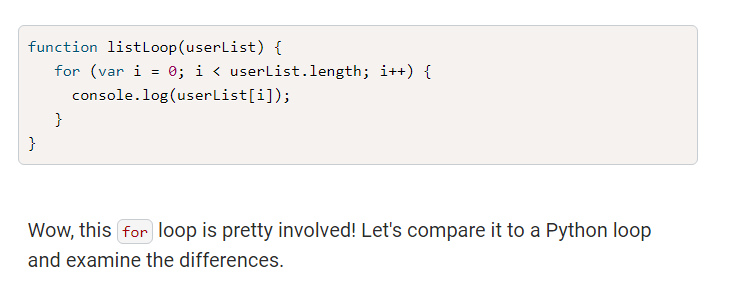 function listLoop(userList) {
   for (var i = 0; i < userList.length; i++) {
     console.log(userList[i]);
   }
}
Wow, this for loop is pretty involved! Let's compare it to a Python loop
and examine the differences.